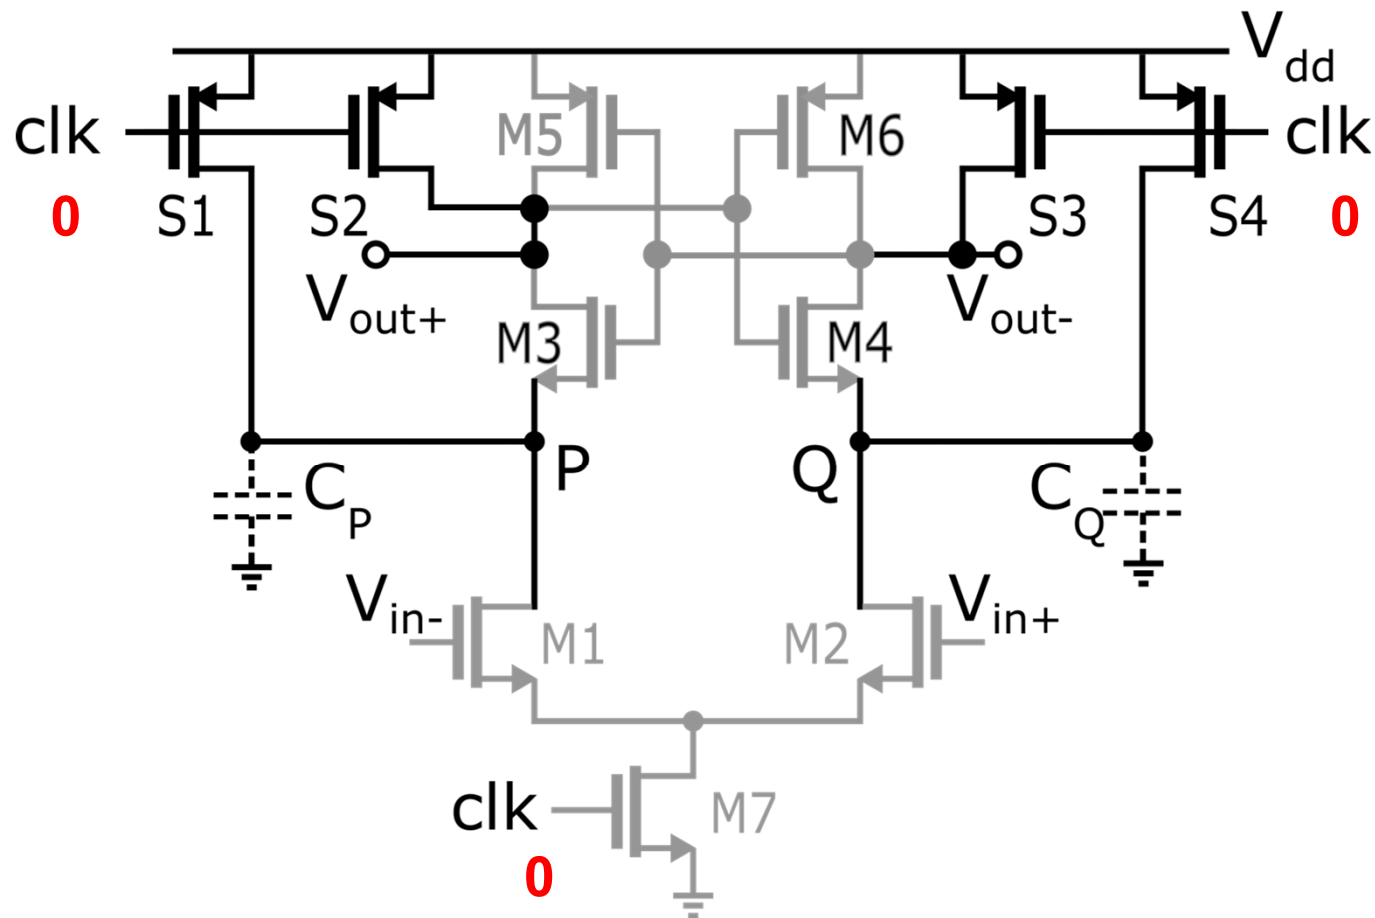 Vdd
clk
M5
M6
clk
0
S1
S2
S3
S4
0
Vout+
Vout-
M3
M4
P
Q
CP
CQ
Vin-
Vin+
M1
M2
clk
M7
0